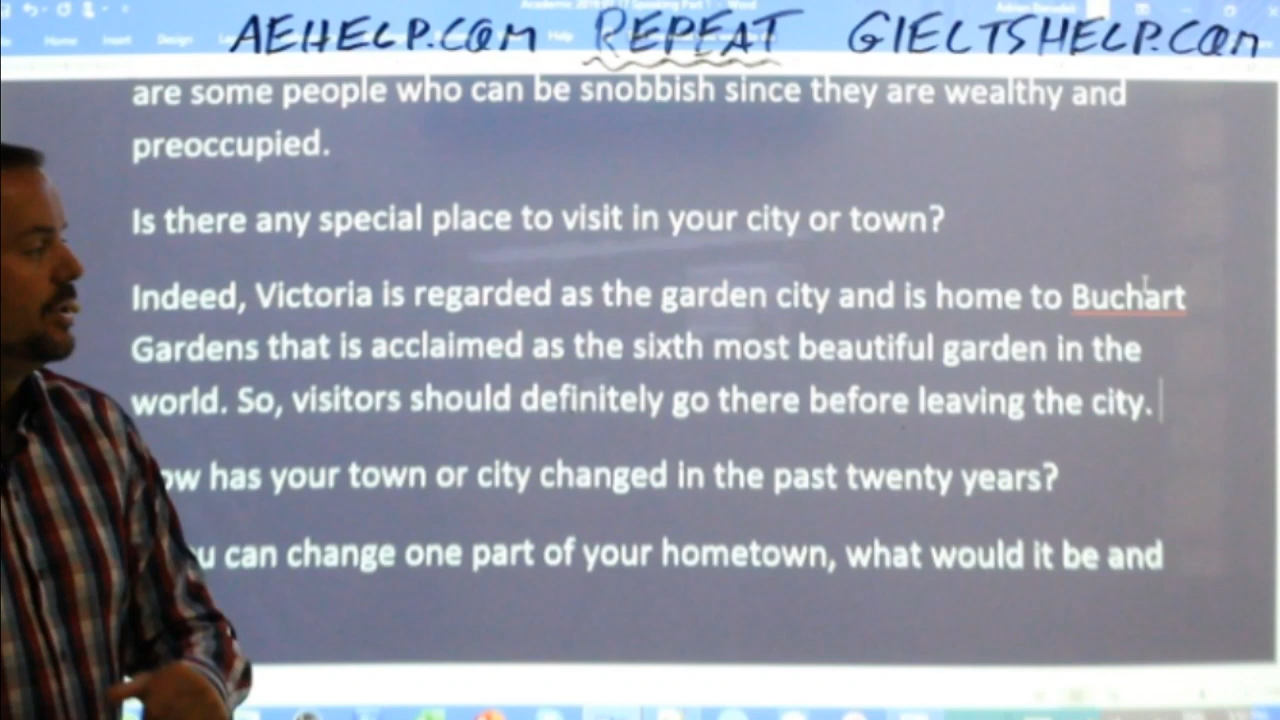 AEHELP.COM REPEAT GIELTSHELP.COM
Home Insert Design Help
are some people who can be snobbish since they are wealthy and
preoccupied.
Is there any special place to visit in your city or town?
Indeed, Victoria is regarded as the garden city and is home to Buchart
Gardens that is acclaimed as the sixth most beautiful garden in the
world. So, visitors should definitely go there before leaving the city.
ow has your town or city changed in the past twenty years?
u can change one part of your hometown, what would it be and